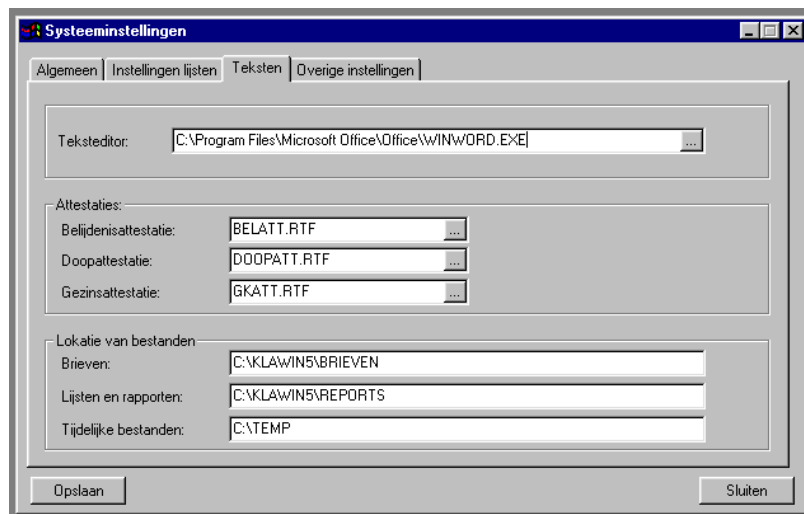 Systeeminstellingen
Algemeen Instellingen lijsten Teksten Overige instellingen
Teksteditor: C:\Program Files\Microsoft Office\Office\WINWORD.EXE ...
Attestaties:
Belijdenisattestatie: BELATT.RTF ...
Doopattestatie: DOOPATT.RTF ...
Gezinsattestatie: GKATT.RTF ...
Lokatie van bestanden
Brieven: C:\KLAWIN5\BRIEVEN
Lijsten en rapporten: C:\KLAWIN5\REPORTS
Tijdelijke bestanden: C:\TEMP
Opslaan Sluiten